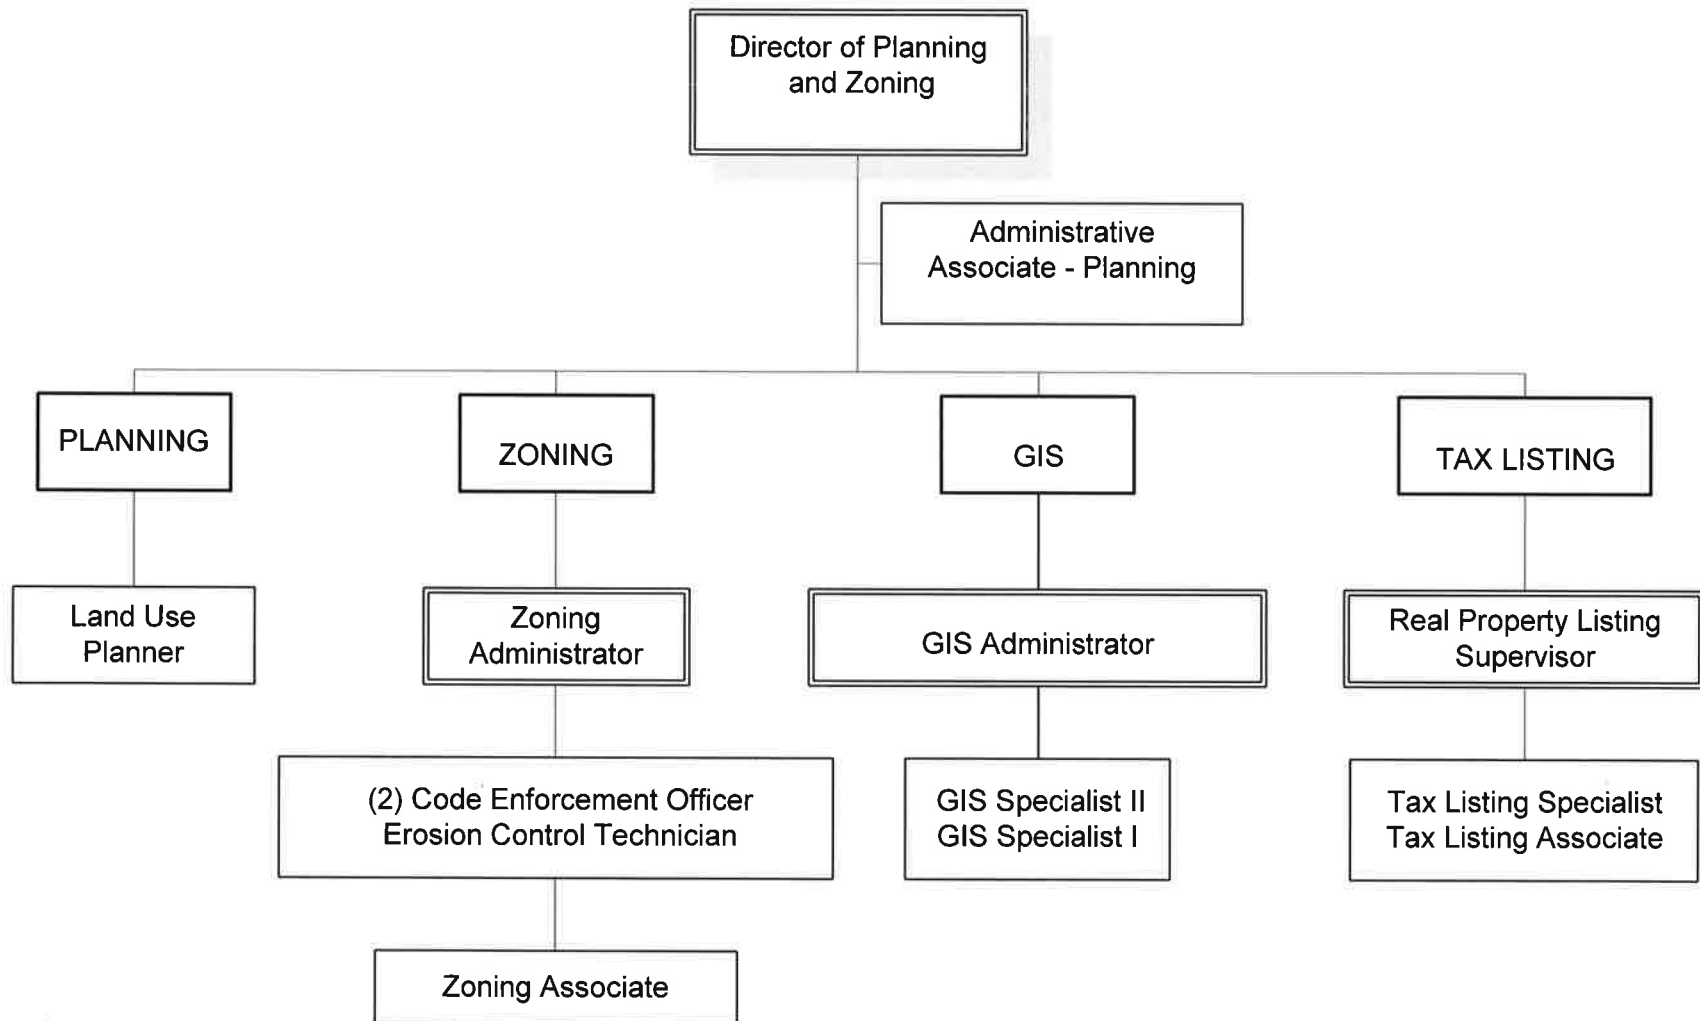 Director of Planning
and Zoning
Administrative
Associate - Planning
PLANNING
ZONING
GIS
TAX LISTING
Land Use
Planner
Zoning
Administrator
GIS Administrator
Real Property Listing
Supervisor
(2) Code Enforcement Officer
Erosion Control Technician
GIS Specialist II
GIS Specialist I
Tax Listing Specialist
Tax Listing Associate
Zoning Associate